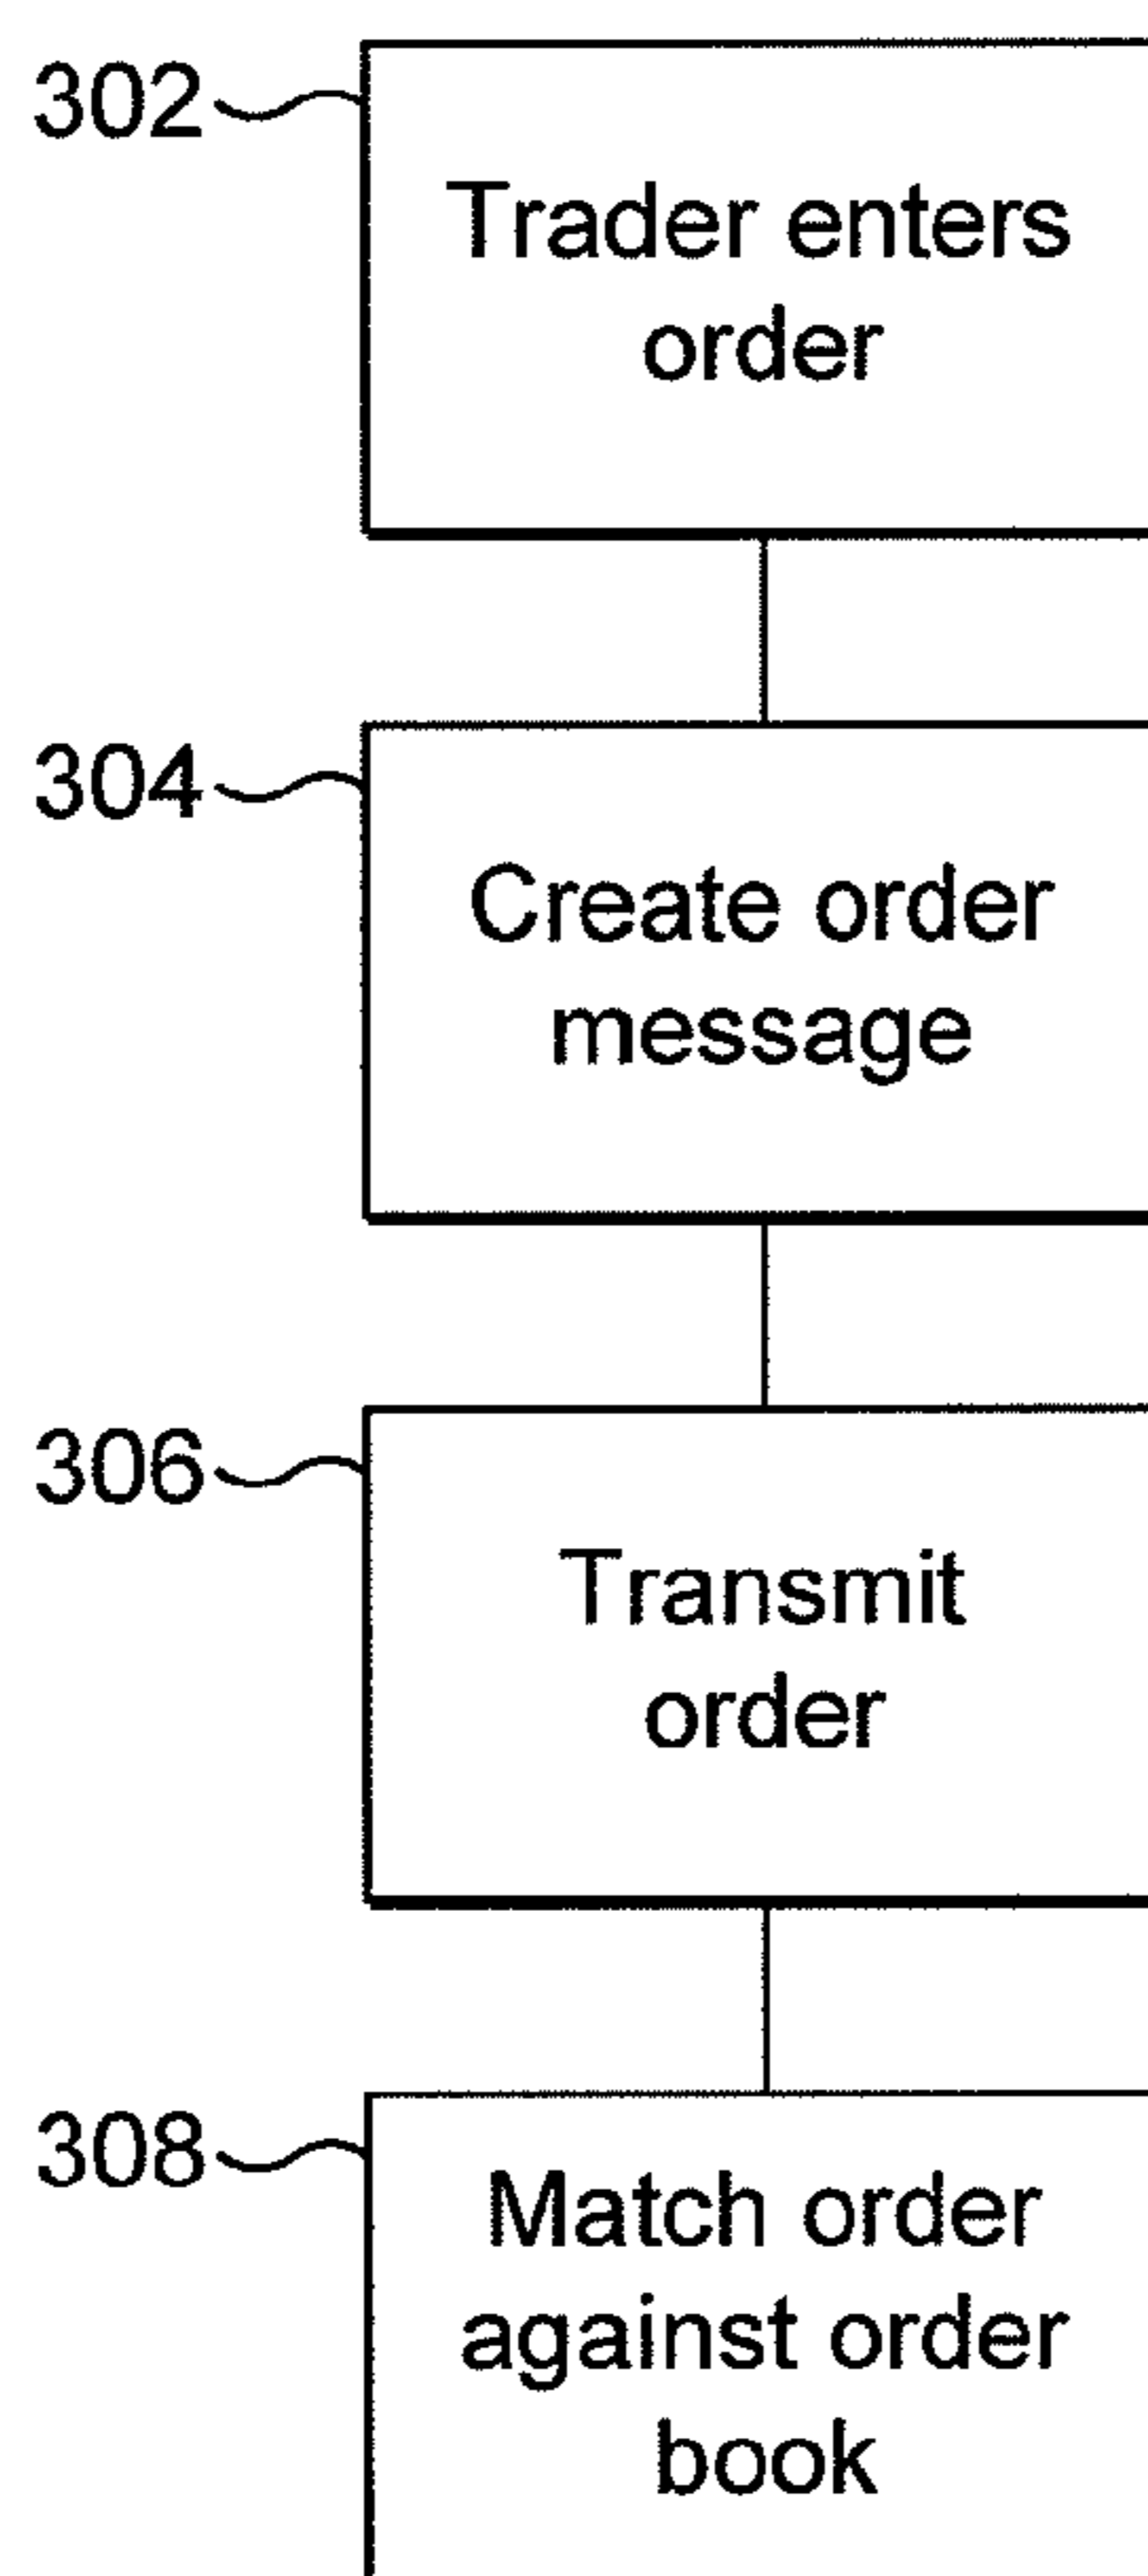 302
Trader enters
order
304
Create order
message
306
Transmit
order
308
Match order
against order
book